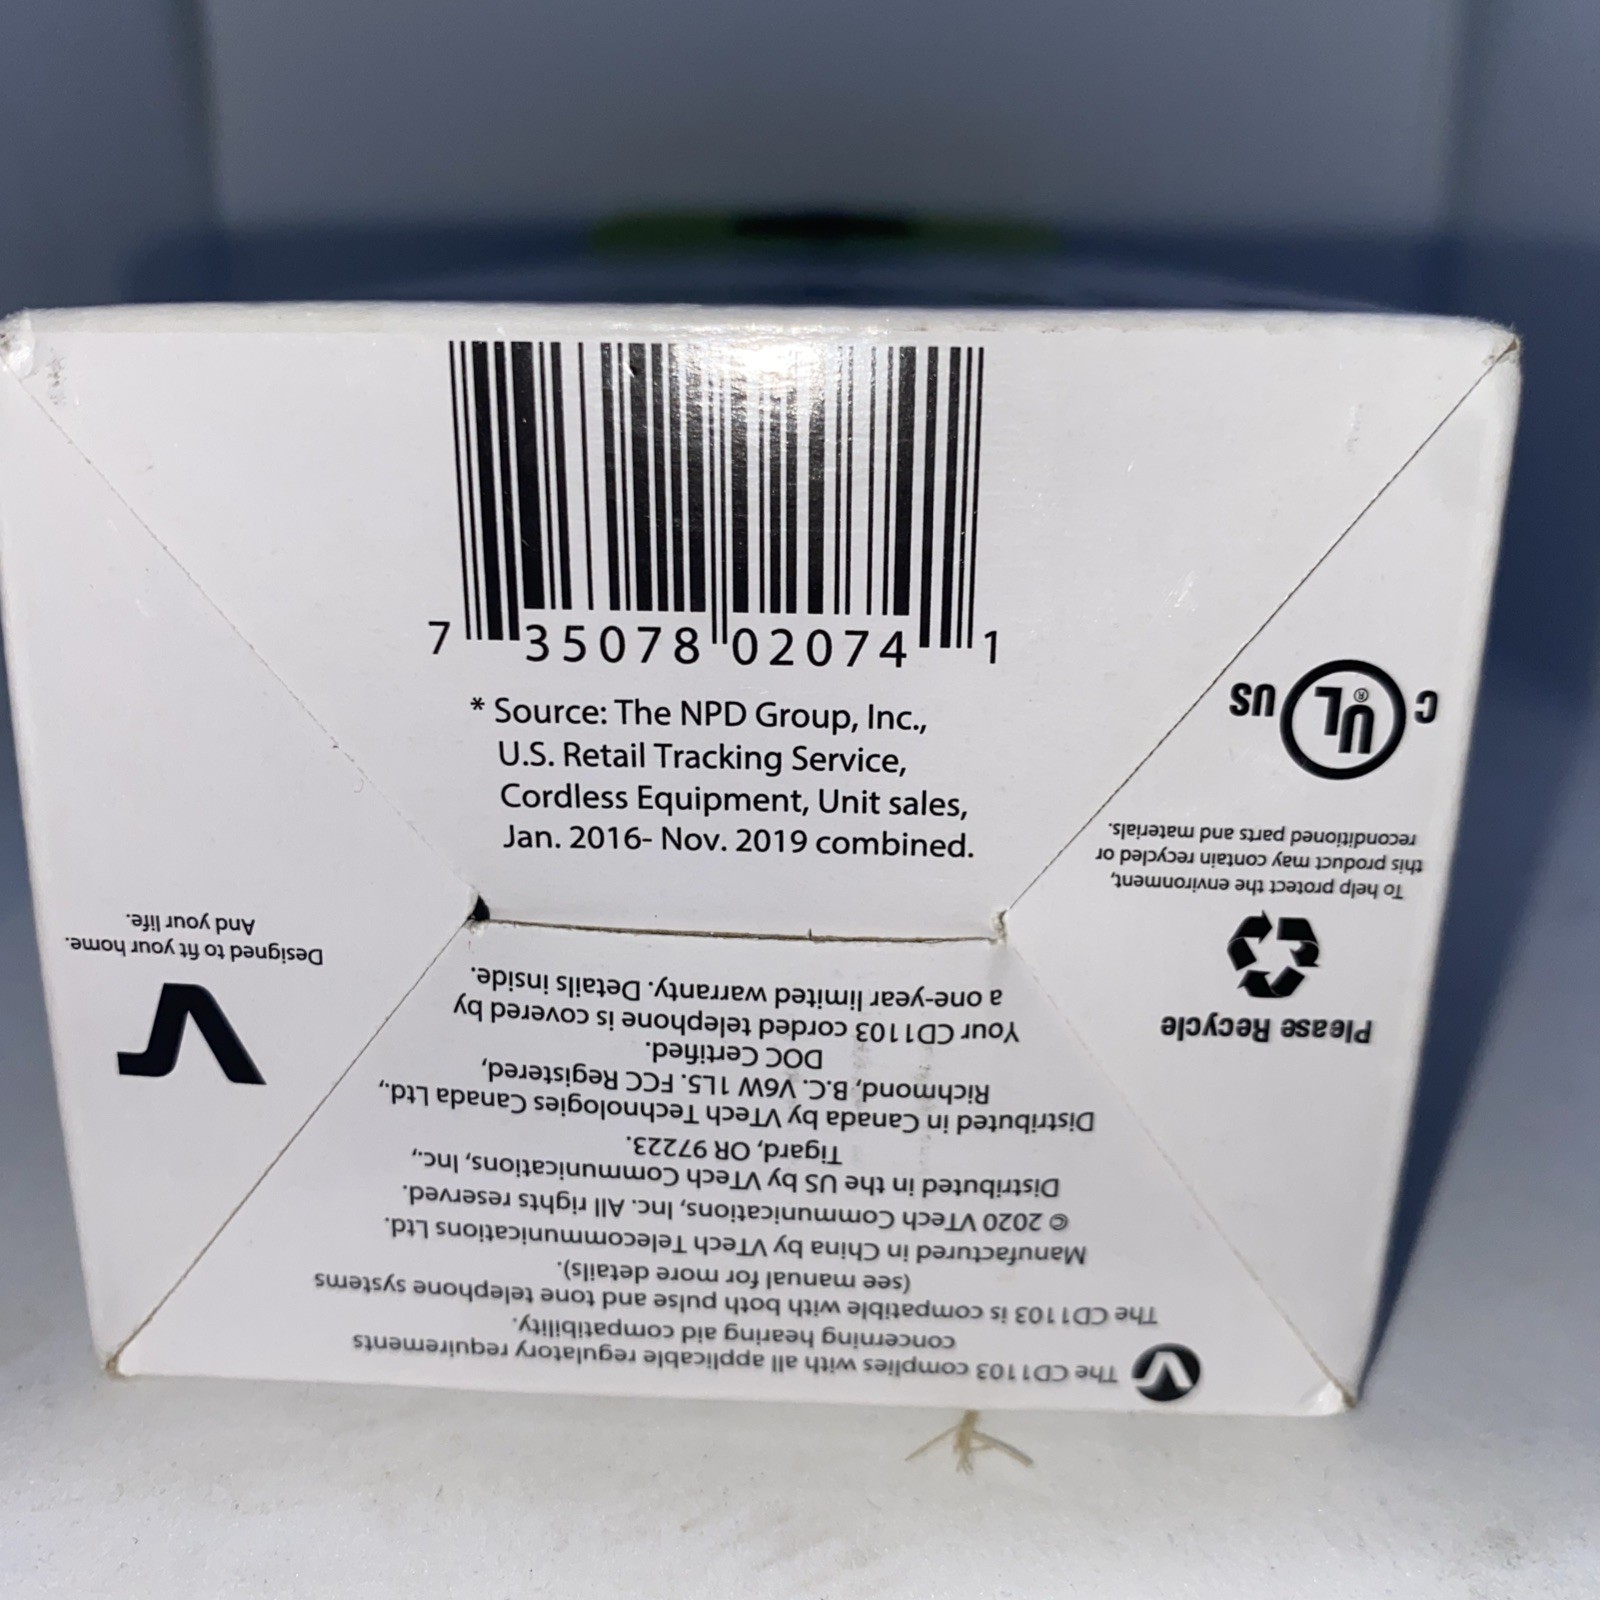 7 35078 02074 1
* Source: The NPD Group, Inc.,
U.S. Retail Tracking Service,
Cordless Equipment, Unit sales,
Jan. 2016- Nov. 2019 combined.
The CD1103 complies with all applicable regulatory requirements
concerning hearing aid compatibility.
The CD1103 is compatible with both pulse and tone telephone systems
(see manual for more details).
Manufactured in China by VTech Telecommunications Ltd.
© 2020 VTech Communications, Inc. All rights reserved.
Distributed in the US by VTech Communications, Inc.,
Tigard, OR 97223.
Distributed in Canada by VTech Technologies Canada Ltd.,
Richmond, B.C. V6W 1L5. FCC Registered,
DOC Certified.
Your CD1103 corded telephone is covered by
a one-year limited warranty. Details inside.
Please Recycle
To help protect the environment,
this product may contain recycled or
reconditioned parts and materials.
C UL ® US
Designed to fit your home.
And your life.